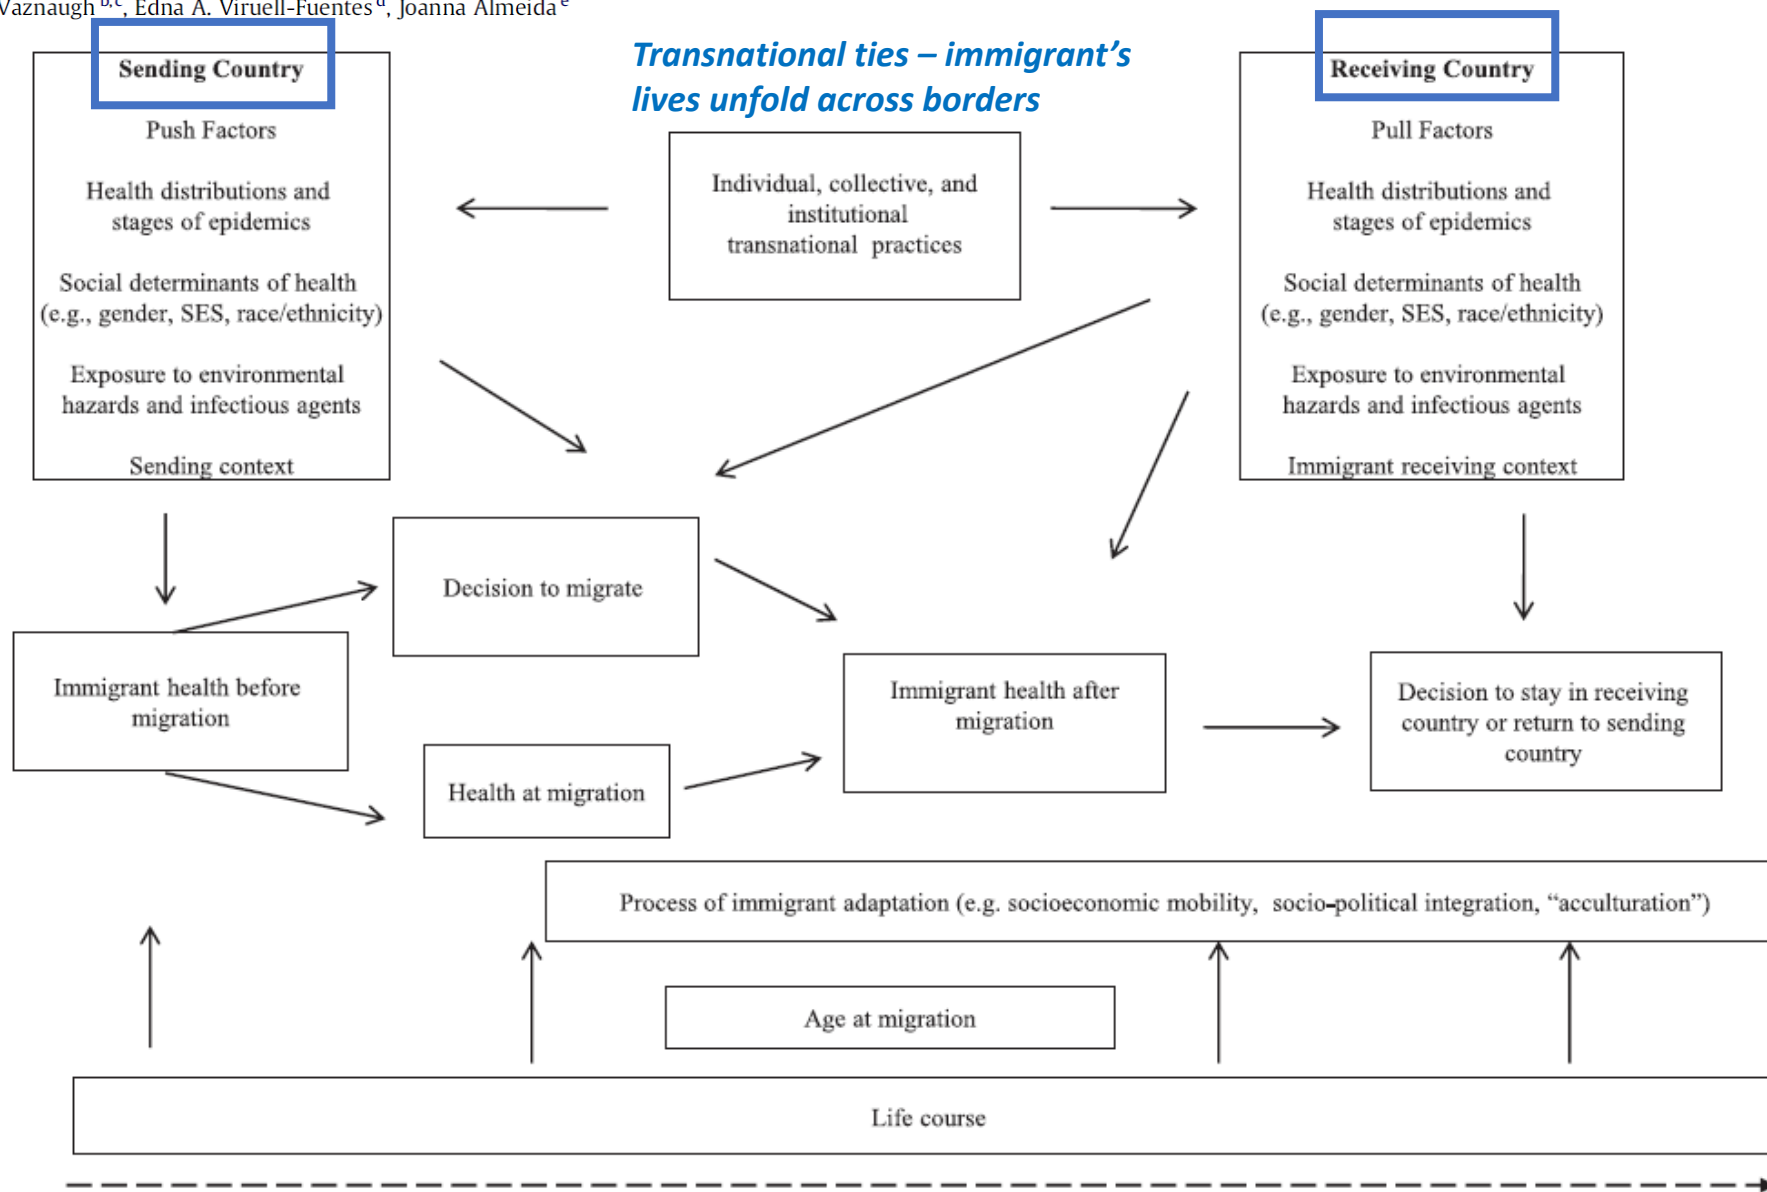 Vaznaugh b,c, Edna A. Viruell-Fuentes d, Joanna Almeida e
Transnational ties – immigrant's
lives unfold across borders
Sending Country
Push Factors
Health distributions and
stages of epidemics
Social determinants of health
(e.g., gender, SES, race/ethnicity)
Exposure to environmental
hazards and infectious agents
Sending context
Individual, collective, and
institutional
transnational practices
Receiving Country
Pull Factors
Health distributions and
stages of epidemics
Social determinants of health
(e.g., gender, SES, race/ethnicity)
Exposure to environmental
hazards and infectious agents
Immigrant receiving context
Decision to migrate
Immigrant health before
migration
Health at migration
Immigrant health after
migration
Decision to stay in receiving
country or return to sending
country
Process of immigrant adaptation (e.g. socioeconomic mobility, socio-political integration, “acculturation”)
Age at migration
Life course